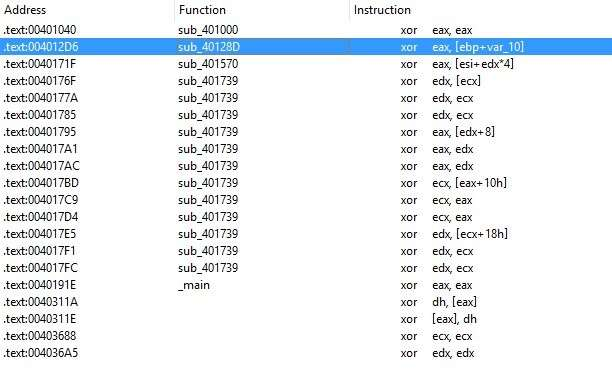 Address Function Instruction
.text:00401040 sub_401000 xor eax, eax
.text:004012D6 sub_40128D xor eax, [ebp+var_10]
.text:0040171F sub_401570 xor eax, [esi+edx*4]
.text:0040176F sub_401739 xor edx, [ecx]
.text:0040177A sub_401739 xor edx, ecx
.text:00401785 sub_401739 xor edx, ecx
.text:00401795 sub_401739 xor eax, [edx+8]
.text:004017A1 sub_401739 xor eax, edx
.text:004017AC sub_401739 xor eax, edx
.text:004017BD sub_401739 xor ecx, [eax+10h]
.text:004017C9 sub_401739 xor ecx, eax
.text:004017D4 sub_401739 xor ecx, eax
.text:004017E5 sub_401739 xor edx, [ecx+18h]
.text:004017F1 sub_401739 xor edx, ecx
.text:004017FC sub_401739 xor edx, ecx
.text:0040191E _main xor eax, eax
.text:0040311A xor dh, [eax]
.text:0040311E xor [eax], dh
.text:00403688 xor ecx, ecx
.text:004036A5 xor edx, edx